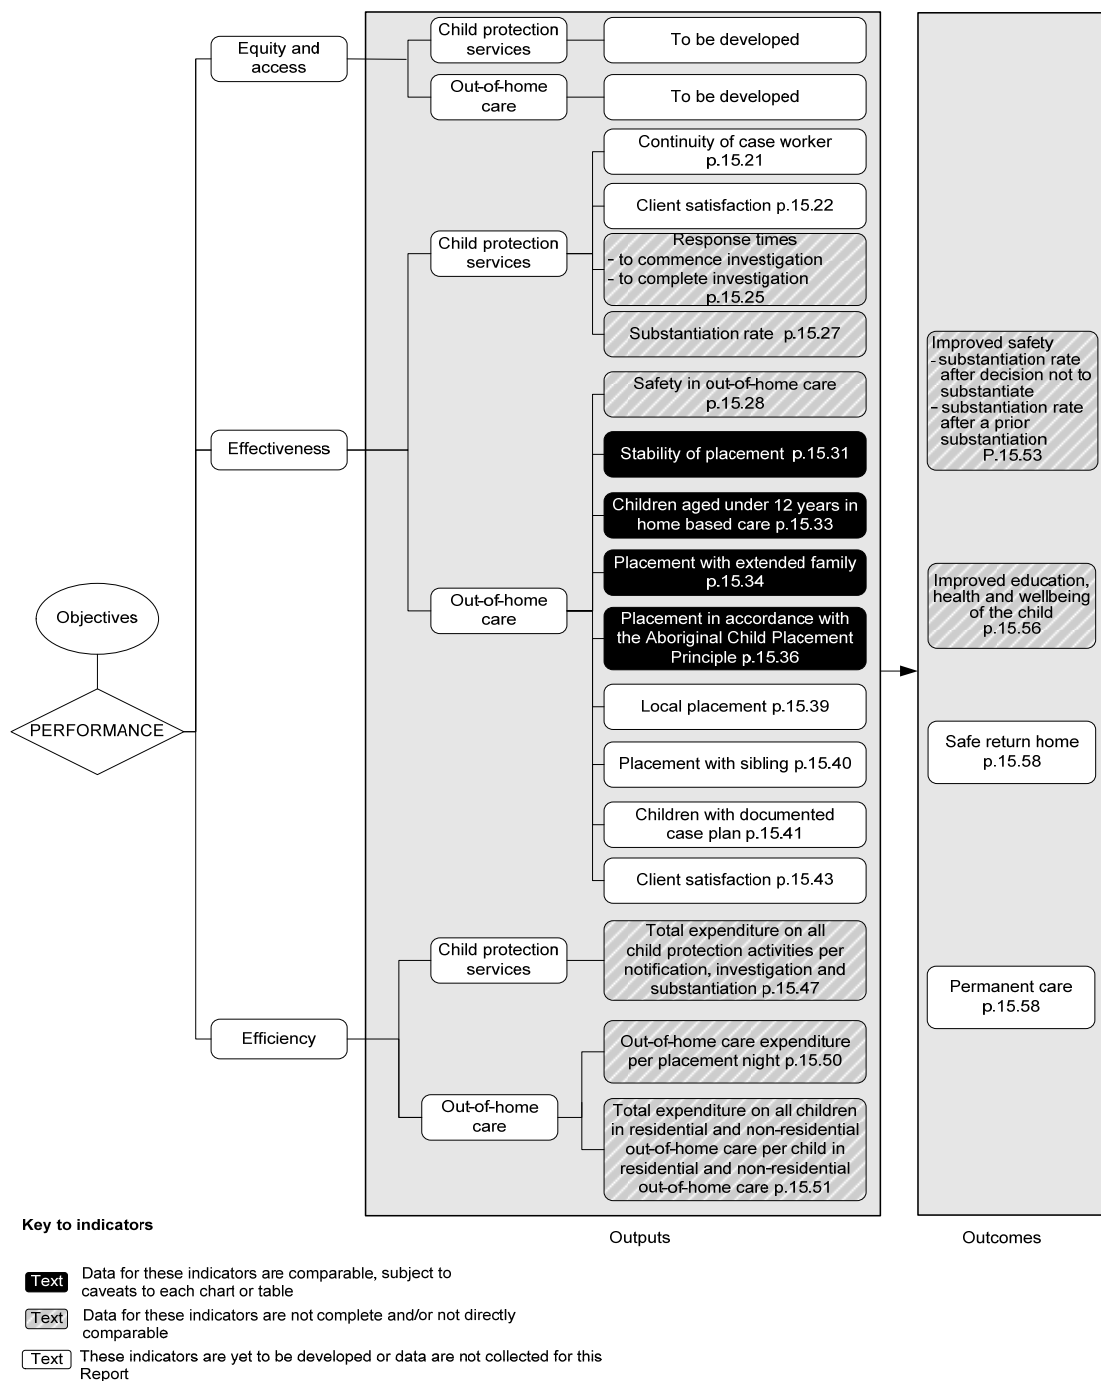 Objectives
PERFORMANCE
Equity and
access
Child protection
services
To be developed
Out-of-home
care
To be developed
Effectiveness
Child protection
services
Continuity of case worker
p.15.21
Client satisfaction p.15.22
Response times
- to commence investigation
- to complete investigation
p.15.25
Substantiation rate p.15.27
Out-of-home
care
Safety in out-of-home care
p.15.28
Stability of placement p.15.31
Children aged under 12 years in
home based care p.15.33
Placement with extended family
p.15.34
Placement in accordance with
the Aboriginal Child Placement
Principle p.15.36
Local placement p.15.39
Placement with sibling p.15.40
Children with documented
case plan p.15.41
Client satisfaction p.15.43
Efficiency
Child protection
services
Total expenditure on all
child protection activities per
notification, investigation and
substantiation p.15.47
Out-of-home
care
Out-of-home care expenditure
per placement night p.15.50
Total expenditure on all children
in residential and non-residential
out-of-home care per child in
residential and non-residential
out-of-home care p.15.51
Outputs
Improved safety
- substantiation rate
after decision not to
substantiate
- substantiation rate
after a prior
substantiation
P.15.53
Improved education,
health and wellbeing
of the child
p.15.56
Safe return home
p.15.58
Permanent care
p.15.58
Outcomes
Key to indicators
Text
Data for these indicators are comparable, subject to
caveats to each chart or table
Text
Data for these indicators are not complete and/or not directly
comparable
Text
These indicators are yet to be developed or data are not collected for this
Report